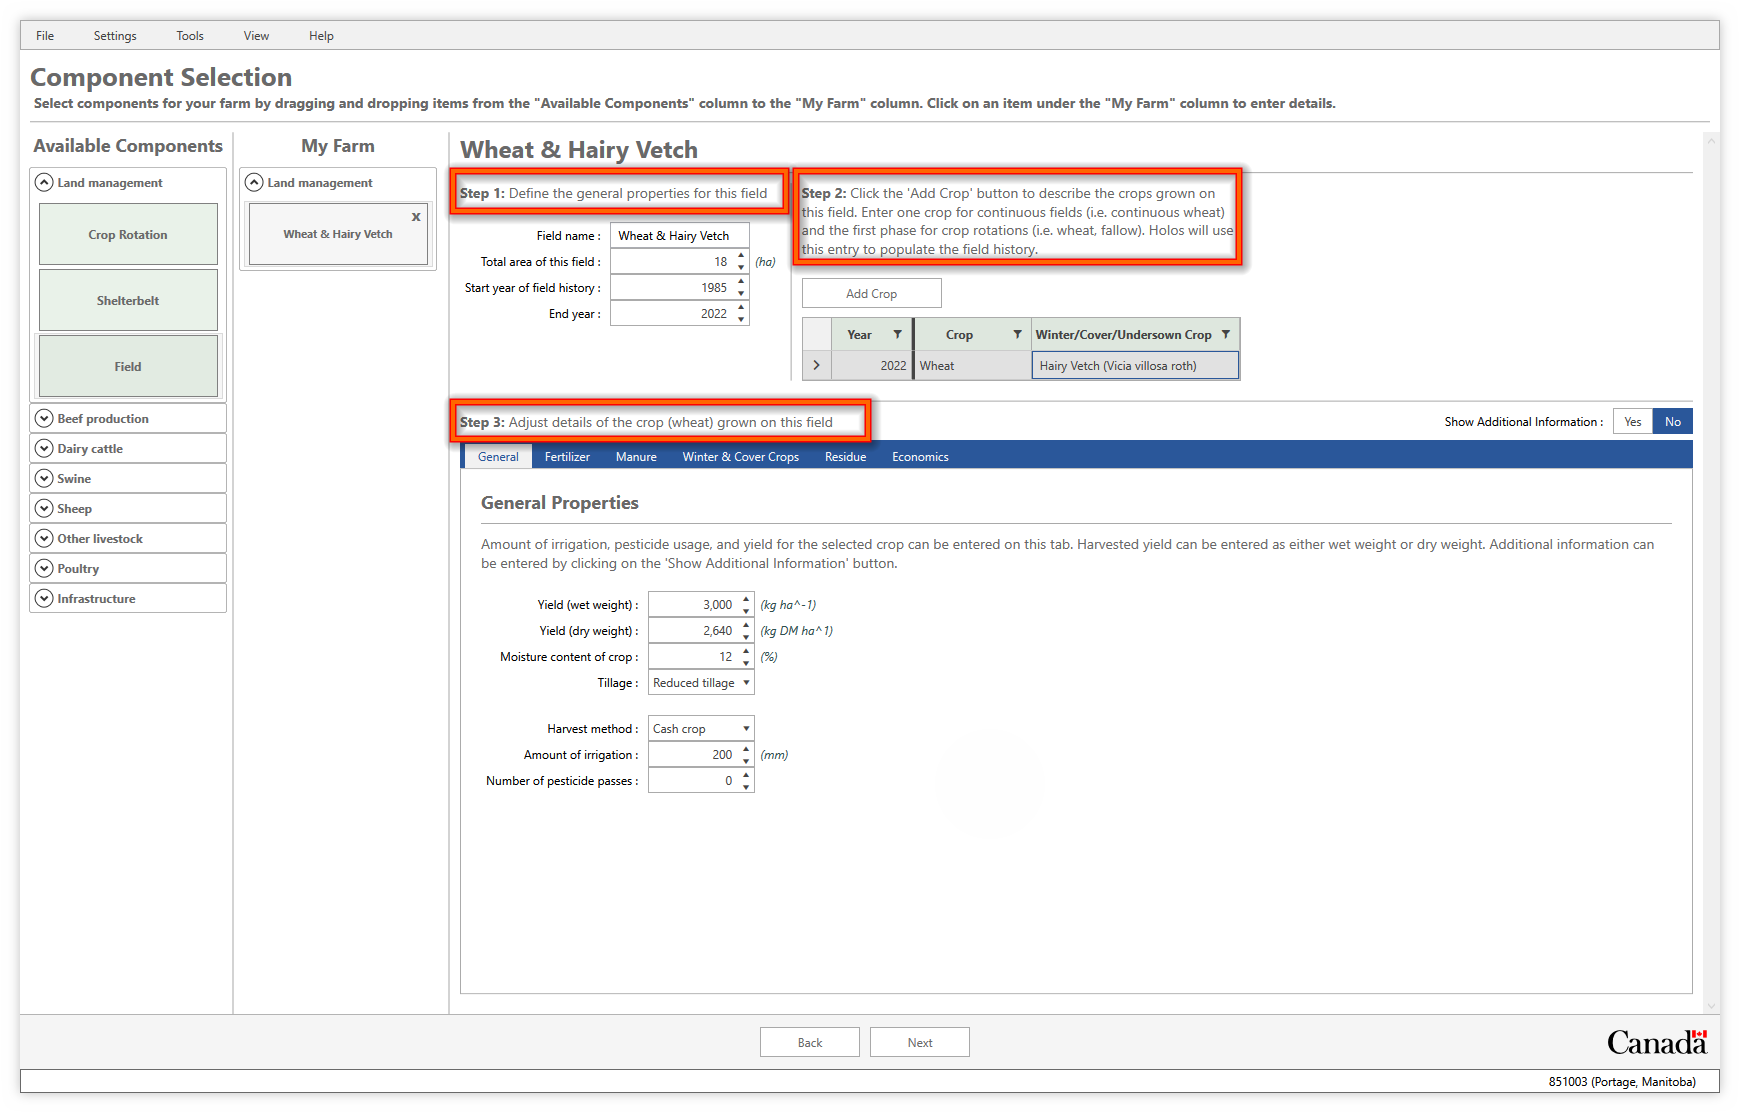 File Settings Tools View Help
Component Selection
Select components for your farm by dragging and dropping items from the "Available Components" column to the "My Farm" column. Click on an item under the "My Farm" column to enter details.
Available Components
Land management
Crop Rotation
Shelterbelt
Field
Beef production
Dairy cattle
Swine
Sheep
Other livestock
Poultry
Infrastructure
My Farm
Land management
x
Wheat & Hairy Vetch
Wheat & Hairy Vetch
Step 1: Define the general properties for this field
Field name : Wheat & Hairy Vetch
Total area of this field : 18 (ha)
Start year of field history : 1985
End year : 2022
Step 2: Click the 'Add Crop' button to describe the crops grown on
this field. Enter one crop for continuous fields (i.e. continuous wheat)
and the first phase for crop rotations (i.e. wheat, fallow). Holos will use
this entry to populate the field history.
Add Crop
Year Crop Winter/Cover/Undersown Crop
2022 Wheat Hairy Vetch (Vicia villosa roth)
Step 3: Adjust details of the crop (wheat) grown on this field
Show Additional Information : Yes No
General Fertilizer Manure Winter & Cover Crops Residue Economics
General Properties
Amount of irrigation, pesticide usage, and yield for the selected crop can be entered on this tab. Harvested yield can be entered as either wet weight or dry weight. Additional information can
be entered by clicking on the 'Show Additional Information' button.
Yield (wet weight) : 3,000 (kg ha^-1)
Yield (dry weight) : 2,640 (kg DM ha^1)
Moisture content of crop : 12 (%)
Tillage : Reduced tillage
Harvest method : Cash crop
Amount of irrigation : 200 (mm)
Number of pesticide passes : 0
Back Next
Canada
851003 (Portage, Manitoba)